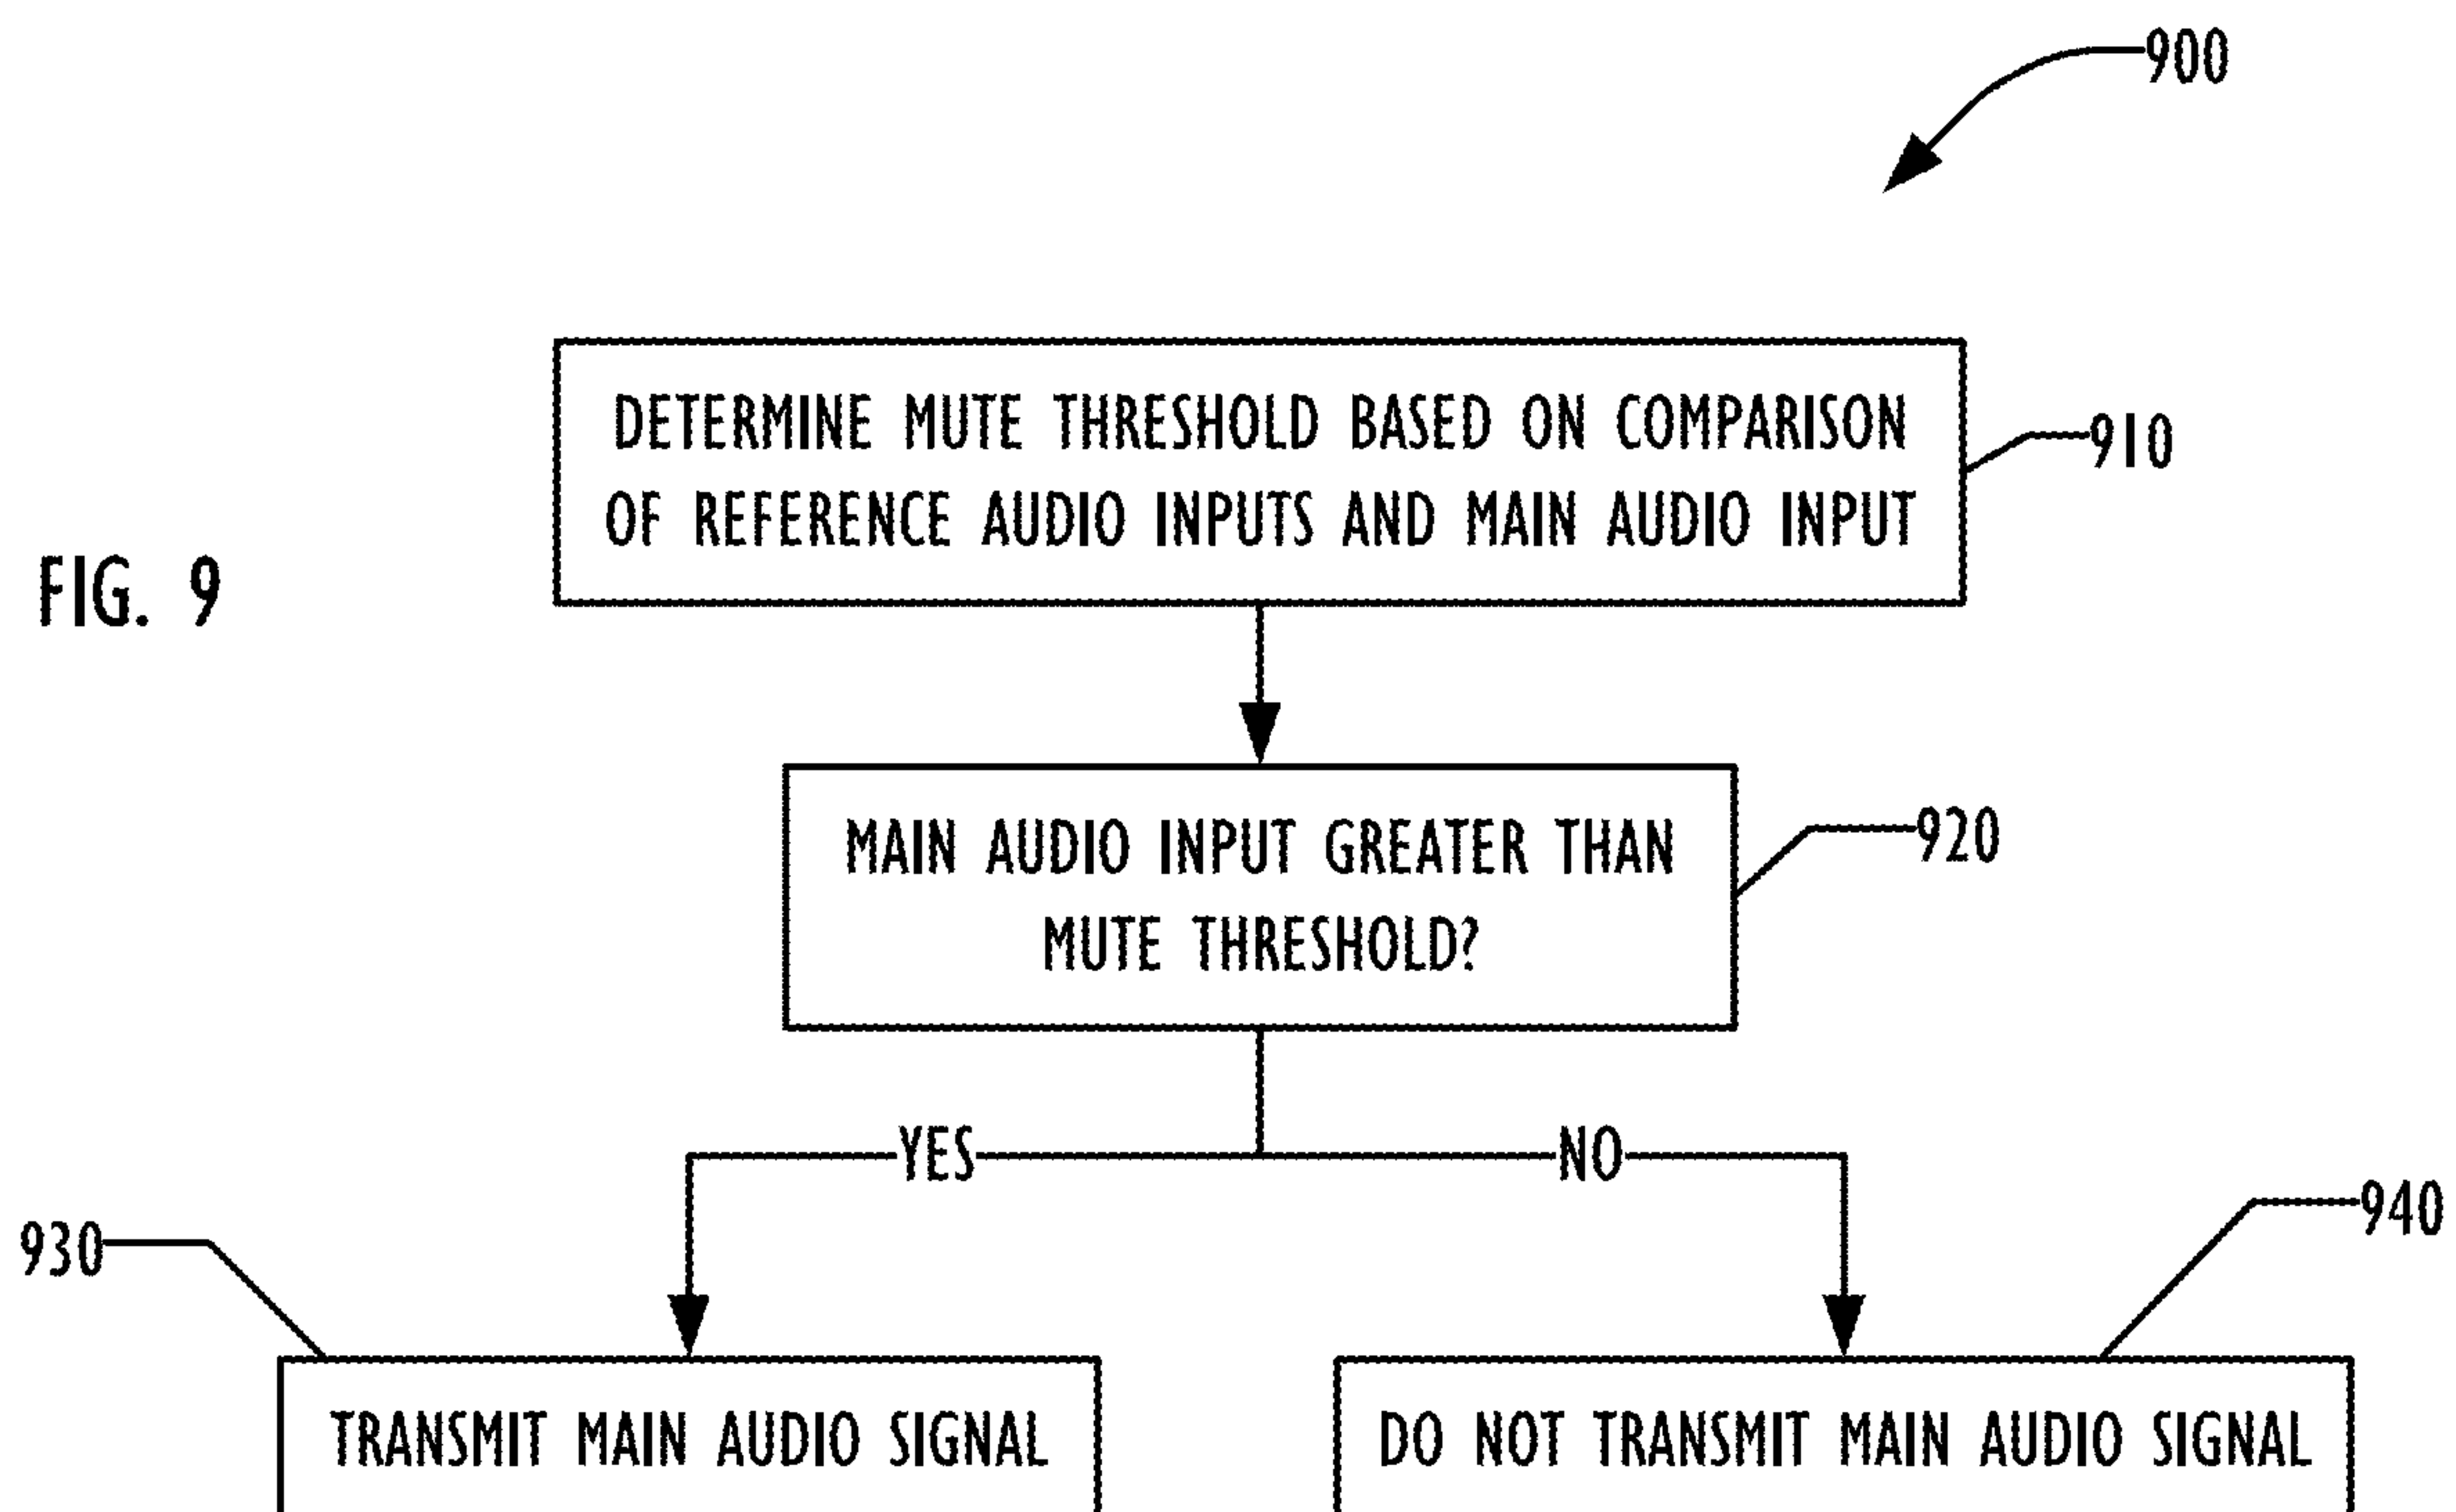 900
DETERMINE MUTE THRESHOLD BASED ON COMPARISON
OF REFERENCE AUDIO INPUTS AND MAIN AUDIO INPUT
910
FIG. 9
MAIN AUDIO INPUT GREATER THAN
MUTE THRESHOLD?
920
YES
NO
930
940
TRANSMIT MAIN AUDIO SIGNAL
DO NOT TRANSMIT MAIN AUDIO SIGNAL